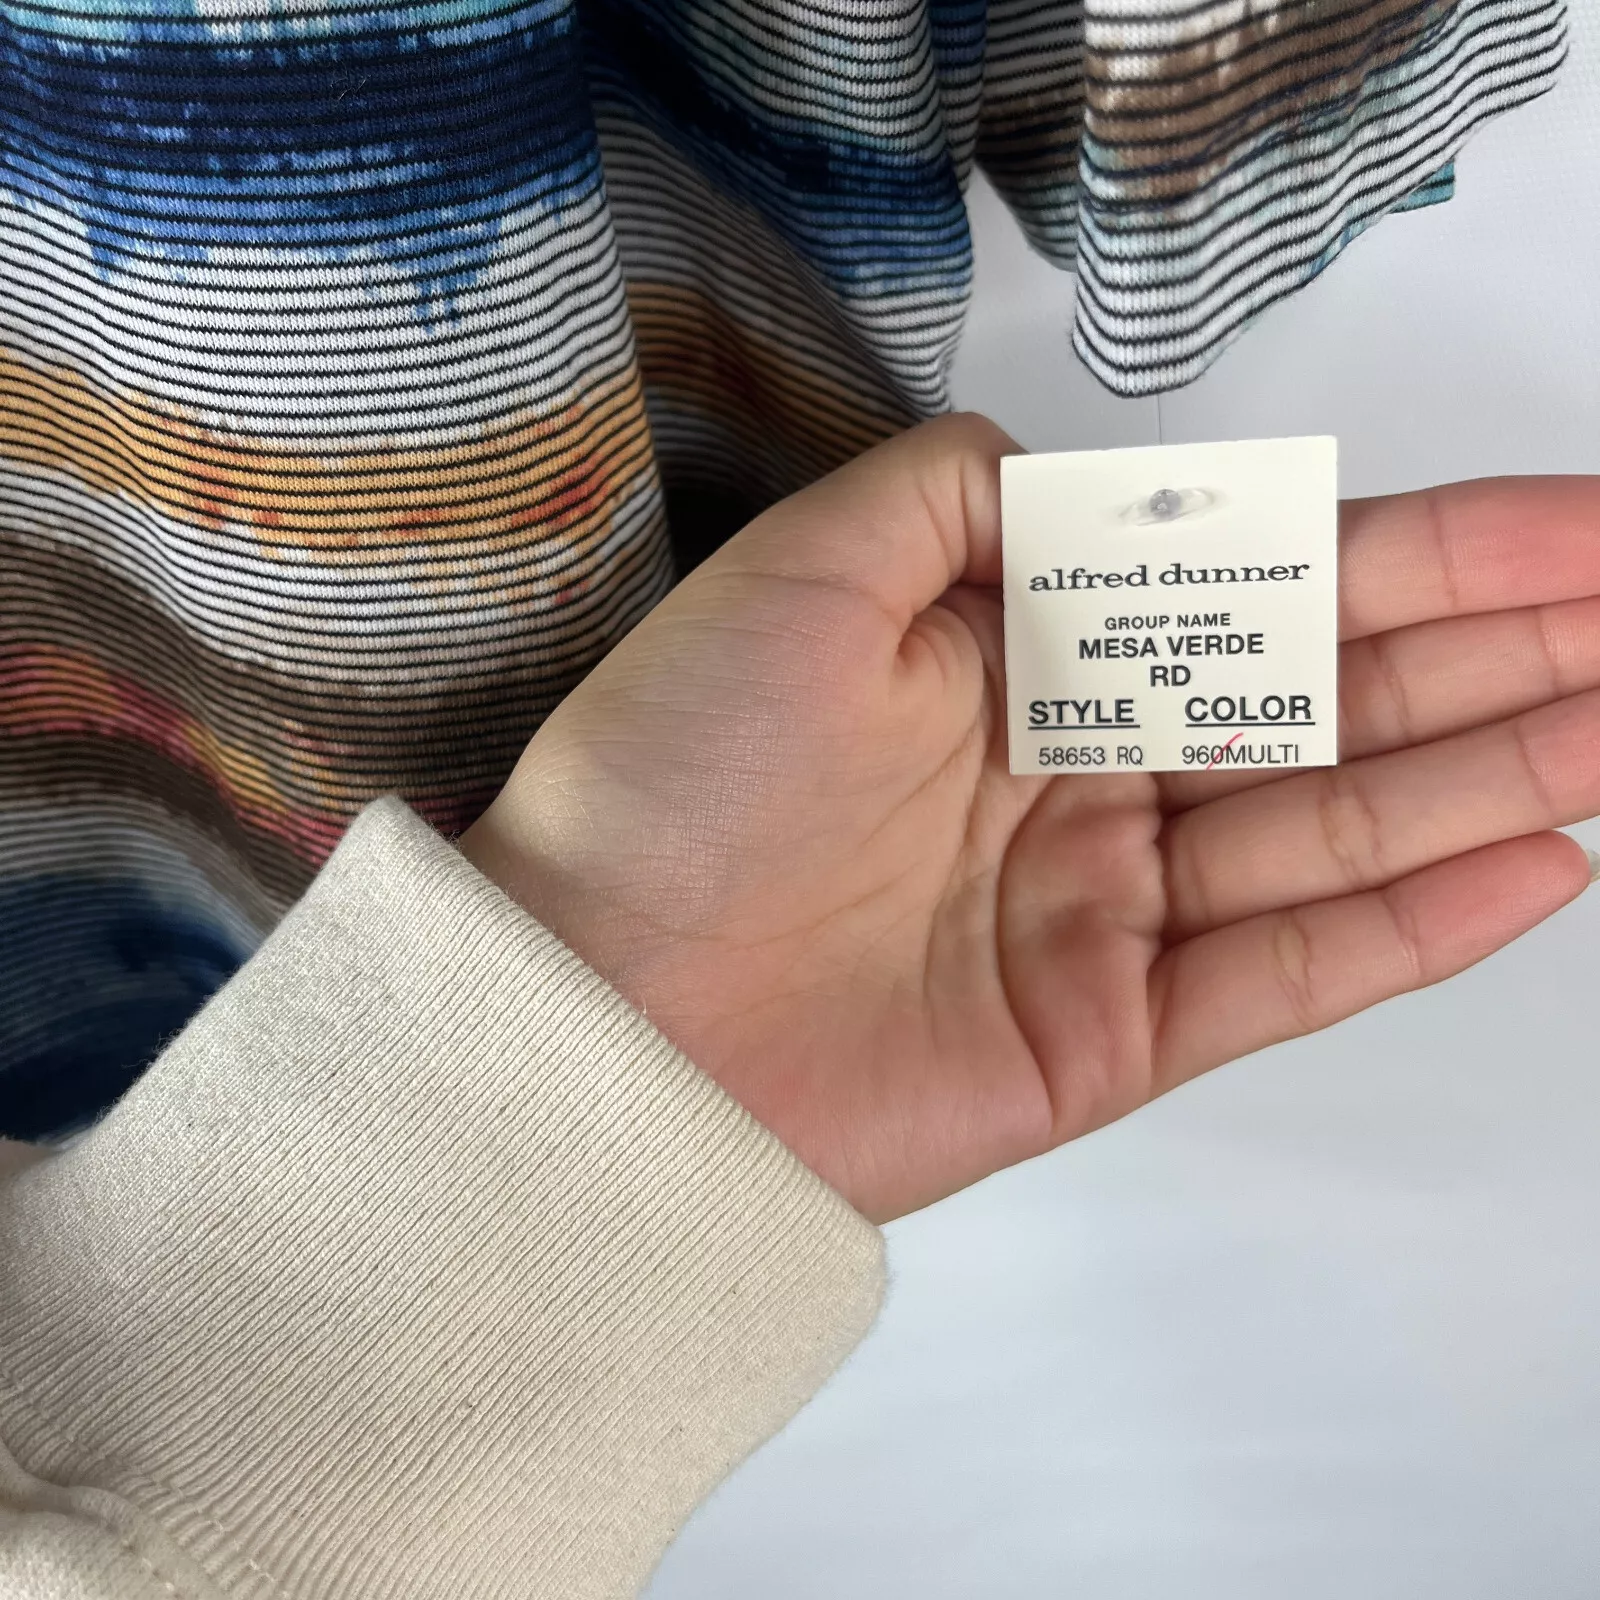 alfred dunner
GROUP NAME
MESA VERDE
RD
STYLE COLOR
58653 RQ 960MULTI